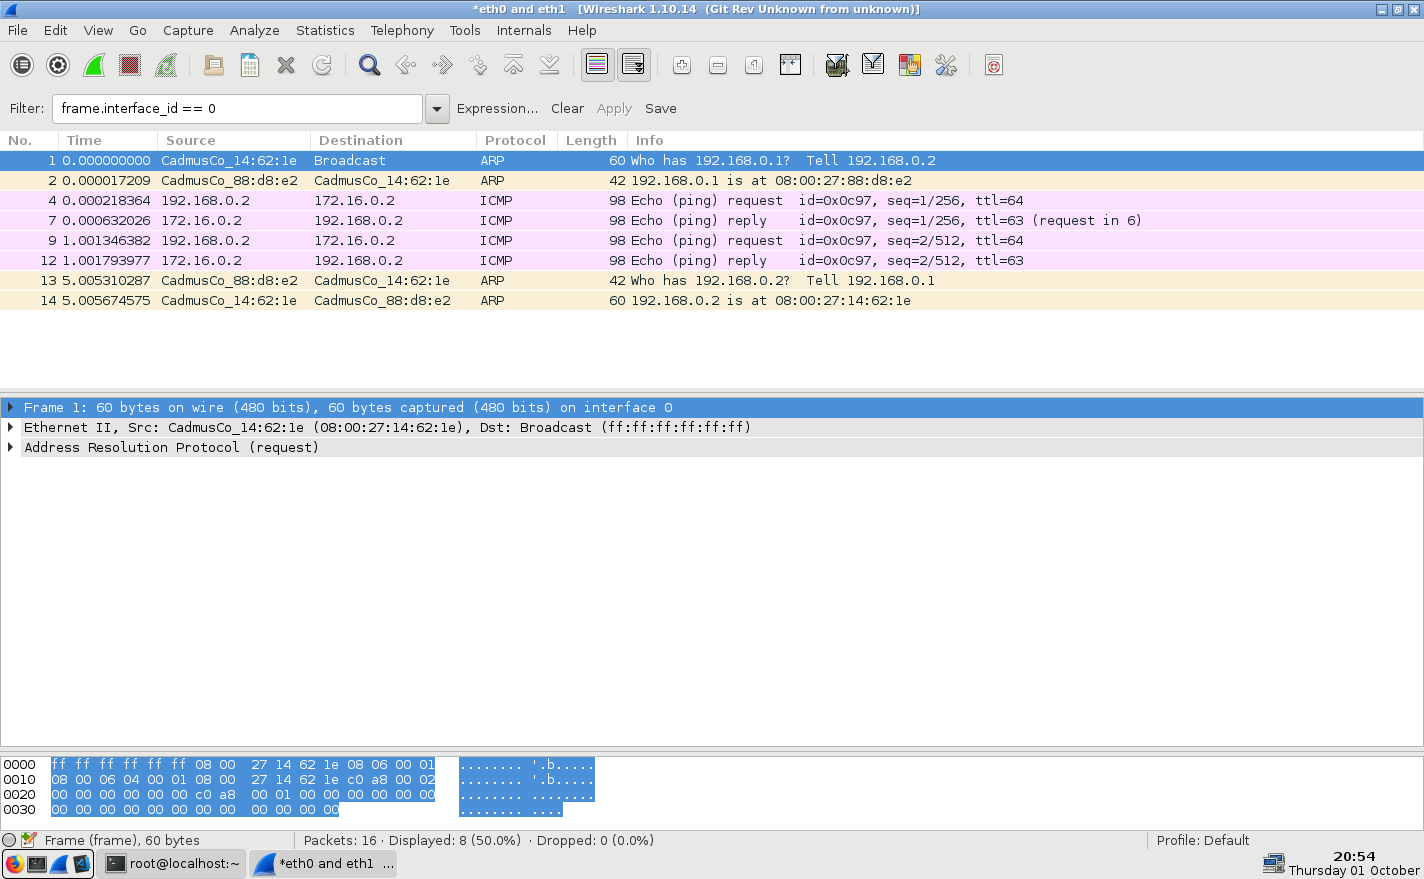 *eth0 and eth1 [Wireshark 1.10.14 (Git Rev Unknown from unknown)]
File Edit View Go Capture Analyze Statistics Telephony Tools Internals Help
Filter: frame.interface_id == 0 Expression... Clear Apply Save
No. Time Source Destination Protocol Length Info
1 0.000000000 CadmusCo_14:62:1e Broadcast ARP 60 Who has 192.168.0.1? Tell 192.168.0.2
2 0.000017209 CadmusCo_88:d8:e2 CadmusCo_14:62:1e ARP 42 192.168.0.1 is at 08:00:27:88:d8:e2
4 0.000218364 192.168.0.2 172.16.0.2 ICMP 98 Echo (ping) request id=0x0c97, seq=1/256, ttl=64
7 0.000632026 172.16.0.2 192.168.0.2 ICMP 98 Echo (ping) reply id=0x0c97, seq=1/256, ttl=63 (request in 6)
9 1.001346382 192.168.0.2 172.16.0.2 ICMP 98 Echo (ping) request id=0x0c97, seq=2/512, ttl=64
12 1.001793977 172.16.0.2 192.168.0.2 ICMP 98 Echo (ping) reply id=0x0c97, seq=2/512, ttl=63
13 5.005310287 CadmusCo_88:d8:e2 CadmusCo_14:62:1e ARP 42 Who has 192.168.0.2? Tell 192.168.0.1
14 5.005674575 CadmusCo_14:62:1e CadmusCo_88:d8:e2 ARP 60 192.168.0.2 is at 08:00:27:14:62:1e
Frame 1: 60 bytes on wire (480 bits), 60 bytes captured (480 bits) on interface 0
Ethernet II, Src: CadmusCo_14:62:1e (08:00:27:14:62:1e), Dst: Broadcast (ff:ff:ff:ff:ff:ff)
Address Resolution Protocol (request)
0000 ff ff ff ff ff ff 08 00 27 14 62 1e 08 06 00 01 ........ '.b.....
0010 08 00 06 04 00 01 08 00 27 14 62 1e c0 a8 00 02 ........ '.b.....
0020 00 00 00 00 00 00 c0 a8 00 01 00 00 00 00 00 00 ........ ........
0030 00 00 00 00 00 00 00 00 00 00 00 00 ........ ....
Frame (frame), 60 bytes Packets: 16 · Displayed: 8 (50.0%) · Dropped: 0 (0.0%) Profile: Default
root@localhost:~ *eth0 and eth1 ... 20:54
Thursday 01 October